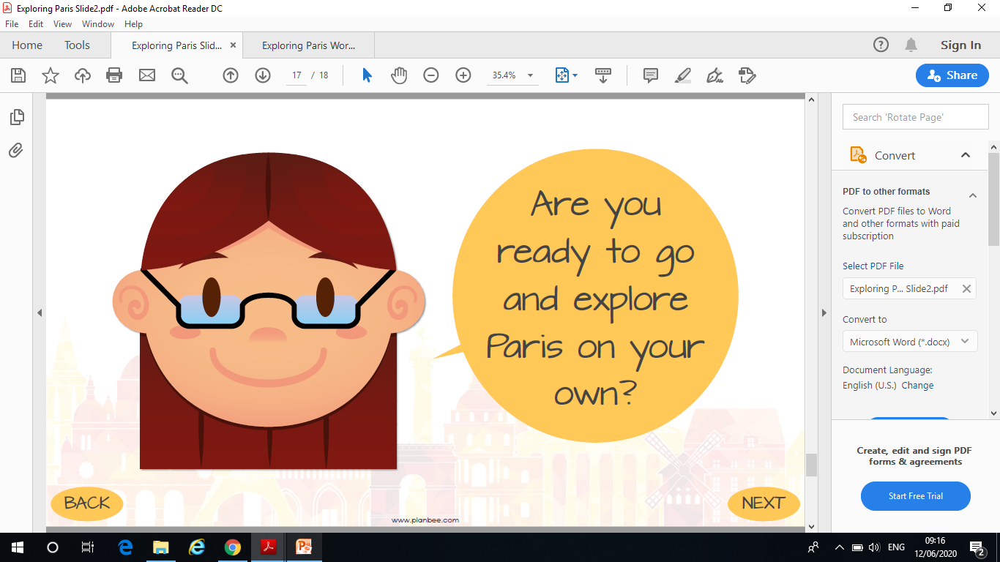 Exploring Paris Slide2.pdf - Adobe Acrobat Reader DC
File Edit View Window Help
Home Tools Exploring Paris Slid... × Exploring Paris Wor... Sign In
17 / 18 35.4% Share
Are you
ready to go
and explore
Paris on your
own?
BACK
NEXT
www.planbee.com
Search 'Rotate Page'
Convert
PDF to other formats
Convert PDF files to Word
and other formats with paid
subscription
Select PDF File
Exploring P... Slide2.pdf
Convert to
Microsoft Word (*.docx)
Document Language:
English (U.S.) Change
Create, edit and sign PDF
forms & agreements
Start Free Trial
ENG
09:16
12/06/2020
2